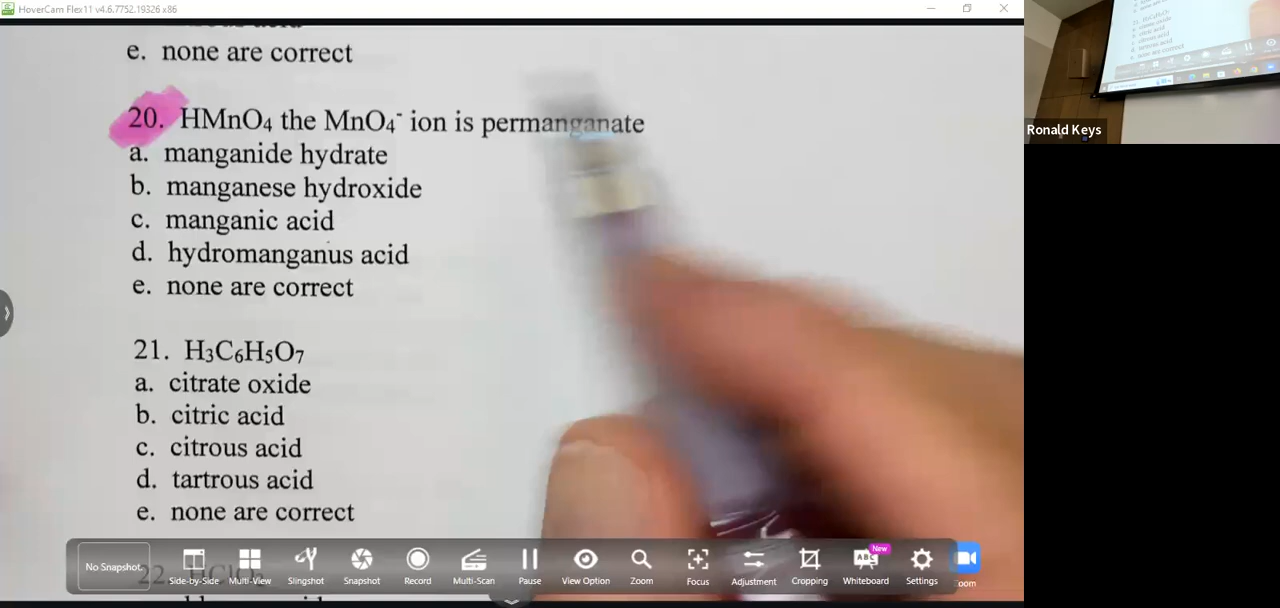 HoverCam Flex11 v4.6.7752.19326 x86
e. none are correct
20. HMnO4 the MnO4- ion is permanganate
a. manganide hydrate
b. manganese hydroxide
c. manganic acid
d. hydromanganus acid
e. none are correct
21. H3C6H5O7
a. citrate oxide
b. citric acid
c. citrous acid
d. tartrous acid
e. none are correct
22.
No Snapshot
Side-by-Side
Multi-View
Slingshot
Snapshot
Record
Multi-Scan
Pause
View Option
Zoom
Focus
Adjustment
Cropping
New
ABC
Whiteboard
Settings
Ronald Keys